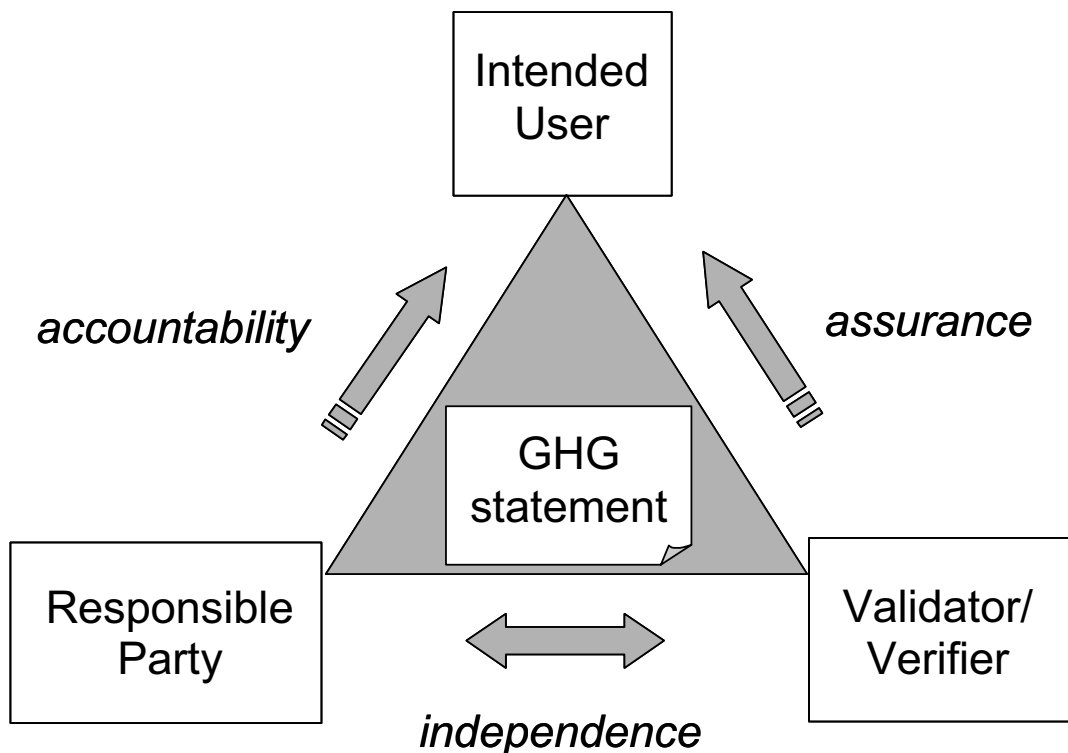 Intended
User
accountability
assurance
GHG
statement
Responsible
Party
Validator/
Verifier
independence